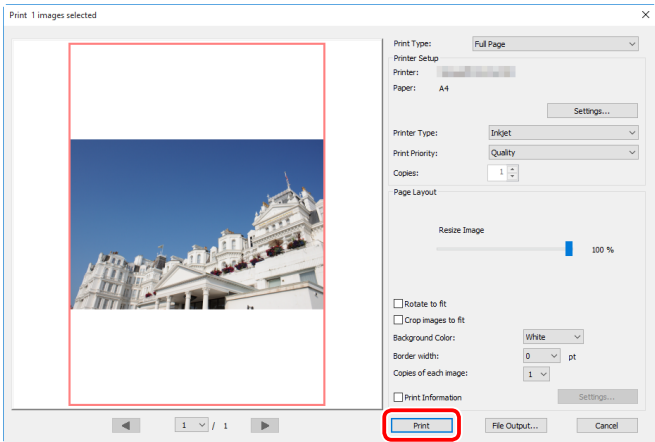 Print 1 images selected
Print Type: Full Page
Printer Setup
Printer:
Paper: A4
Settings...
Printer Type: Inkjet
Print Priority: Quality
Copies: 1
Page Layout
Resize Image
100 %
Rotate to fit
Crop images to fit
Background Color: White
Border width: 0 pt
Copies of each image: 1
Print Information Settings...
1 / 1
Print File Output... Cancel